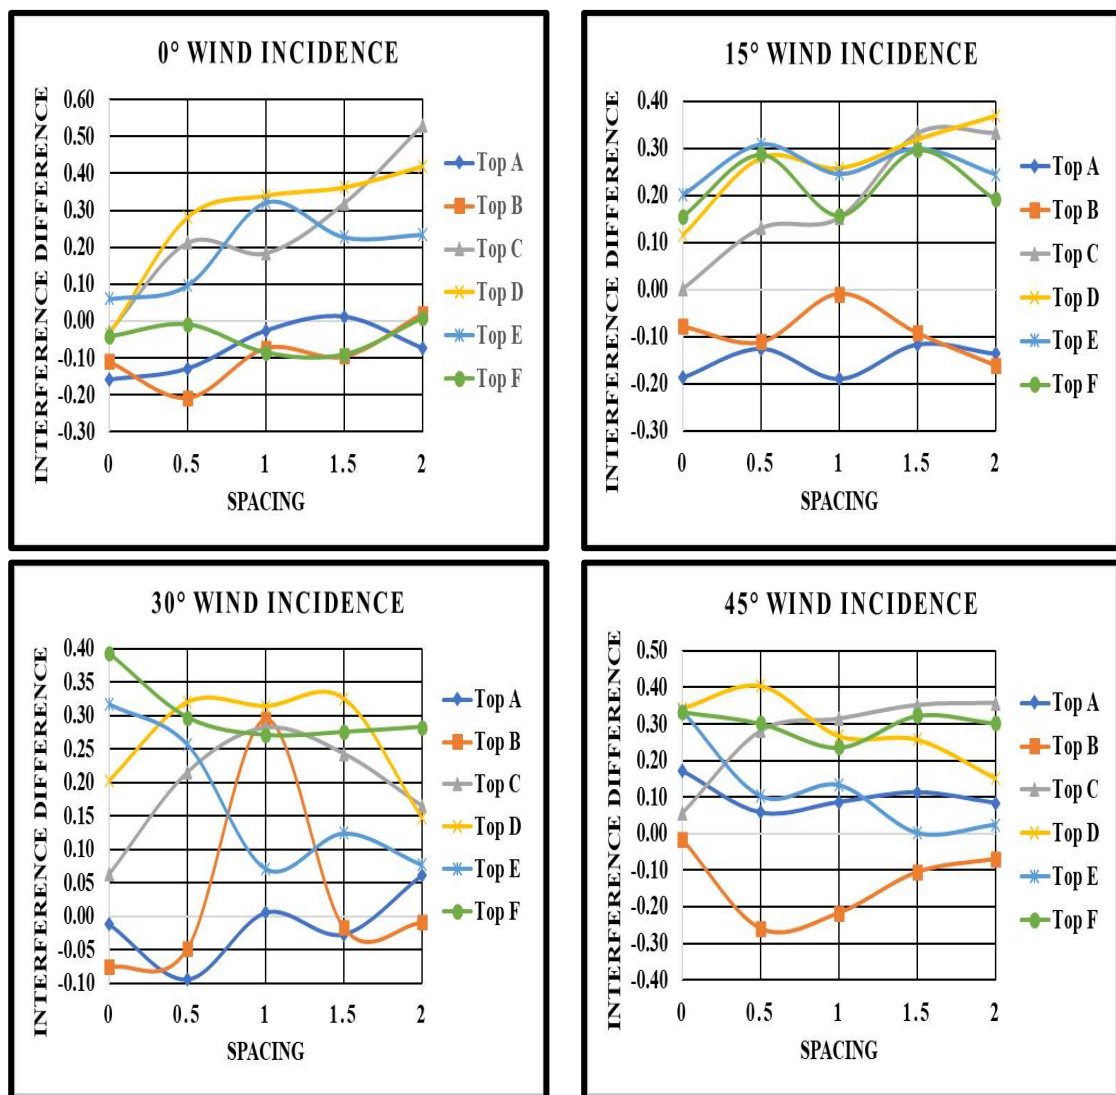 0° WIND INCIDENCE
INTERFERENCE DIFFERENCE
0.60
0.50
0.40
0.30
0.20
0.10
0.00
-0.10
-0.20
-0.30
0 0.5 1 1.5 2
SPACING
Top A
Top B
Top C
Top D
Top E
Top F
15° WIND INCIDENCE
INTERFERENCE DIFFERENCE
0.40
0.30
0.20
0.10
0.00
-0.10
-0.20
-0.30
0 0.5 1 1.5 2
SPACING
Top A
Top B
Top C
Top D
Top E
Top F
30° WIND INCIDENCE
INTERFERENCE DIFFERENCE
0.40
0.35
0.30
0.25
0.20
0.15
0.10
0.05
0.00
-0.05
-0.10
0 0.5 1 1.5 2
SPACING
Top A
Top B
Top C
Top D
Top E
Top F
45° WIND INCIDENCE
INTERFERENCE DIFFERENCE
0.50
0.40
0.30
0.20
0.10
0.00
-0.10
-0.20
-0.30
-0.40
0 0.5 1 1.5 2
SPACING
Top A
Top B
Top C
Top D
Top E
Top F